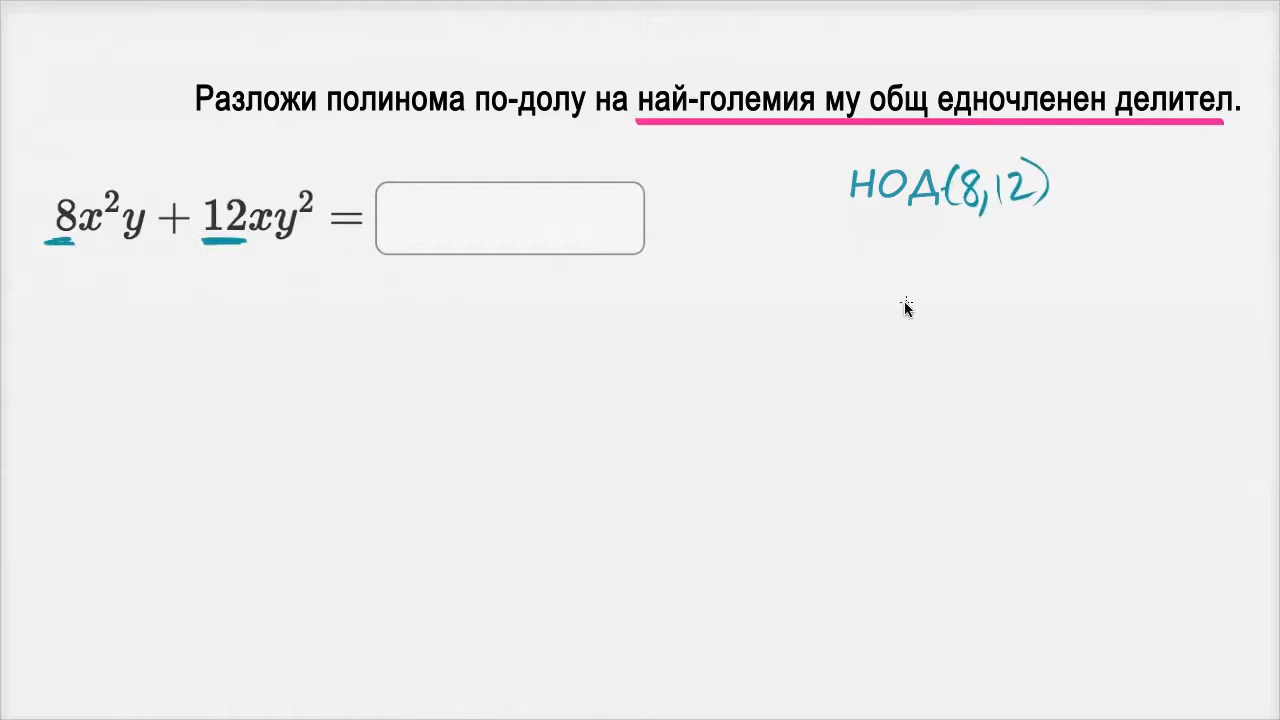 Разложи полинома по-долу на най-големия му общ едночленен делител.
НОД(8,12)
8x²y + 12xy² =